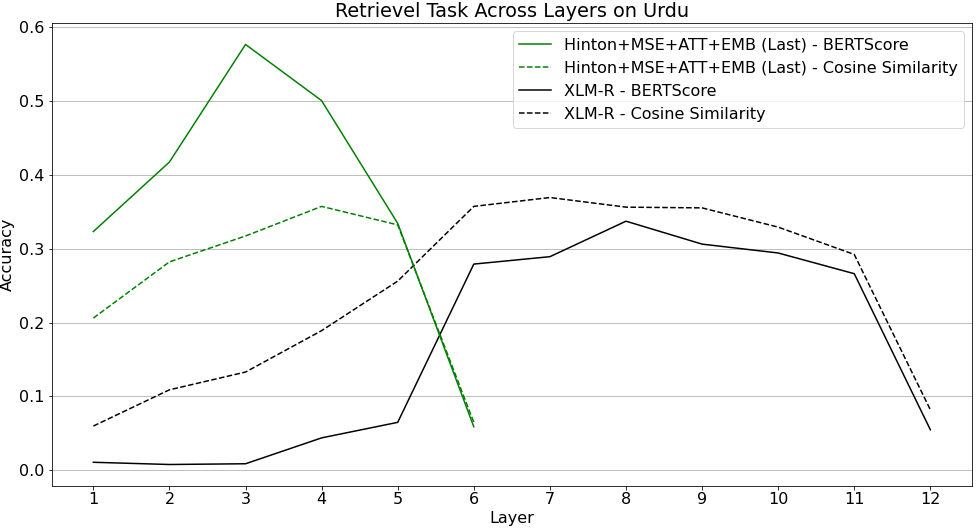 Retrievel Task Across Layers on Urdu
Hinton+MSE+ATT+EMB (Last) - BERTScore
Hinton+MSE+ATT+EMB (Last) - Cosine Similarity
XLM-R - BERTScore
XLM-R - Cosine Similarity
Accuracy
0.6
0.5
0.4
0.3
0.2
0.1
0.0
1 2 3 4 5 6 7 8 9 10 11 12
Layer